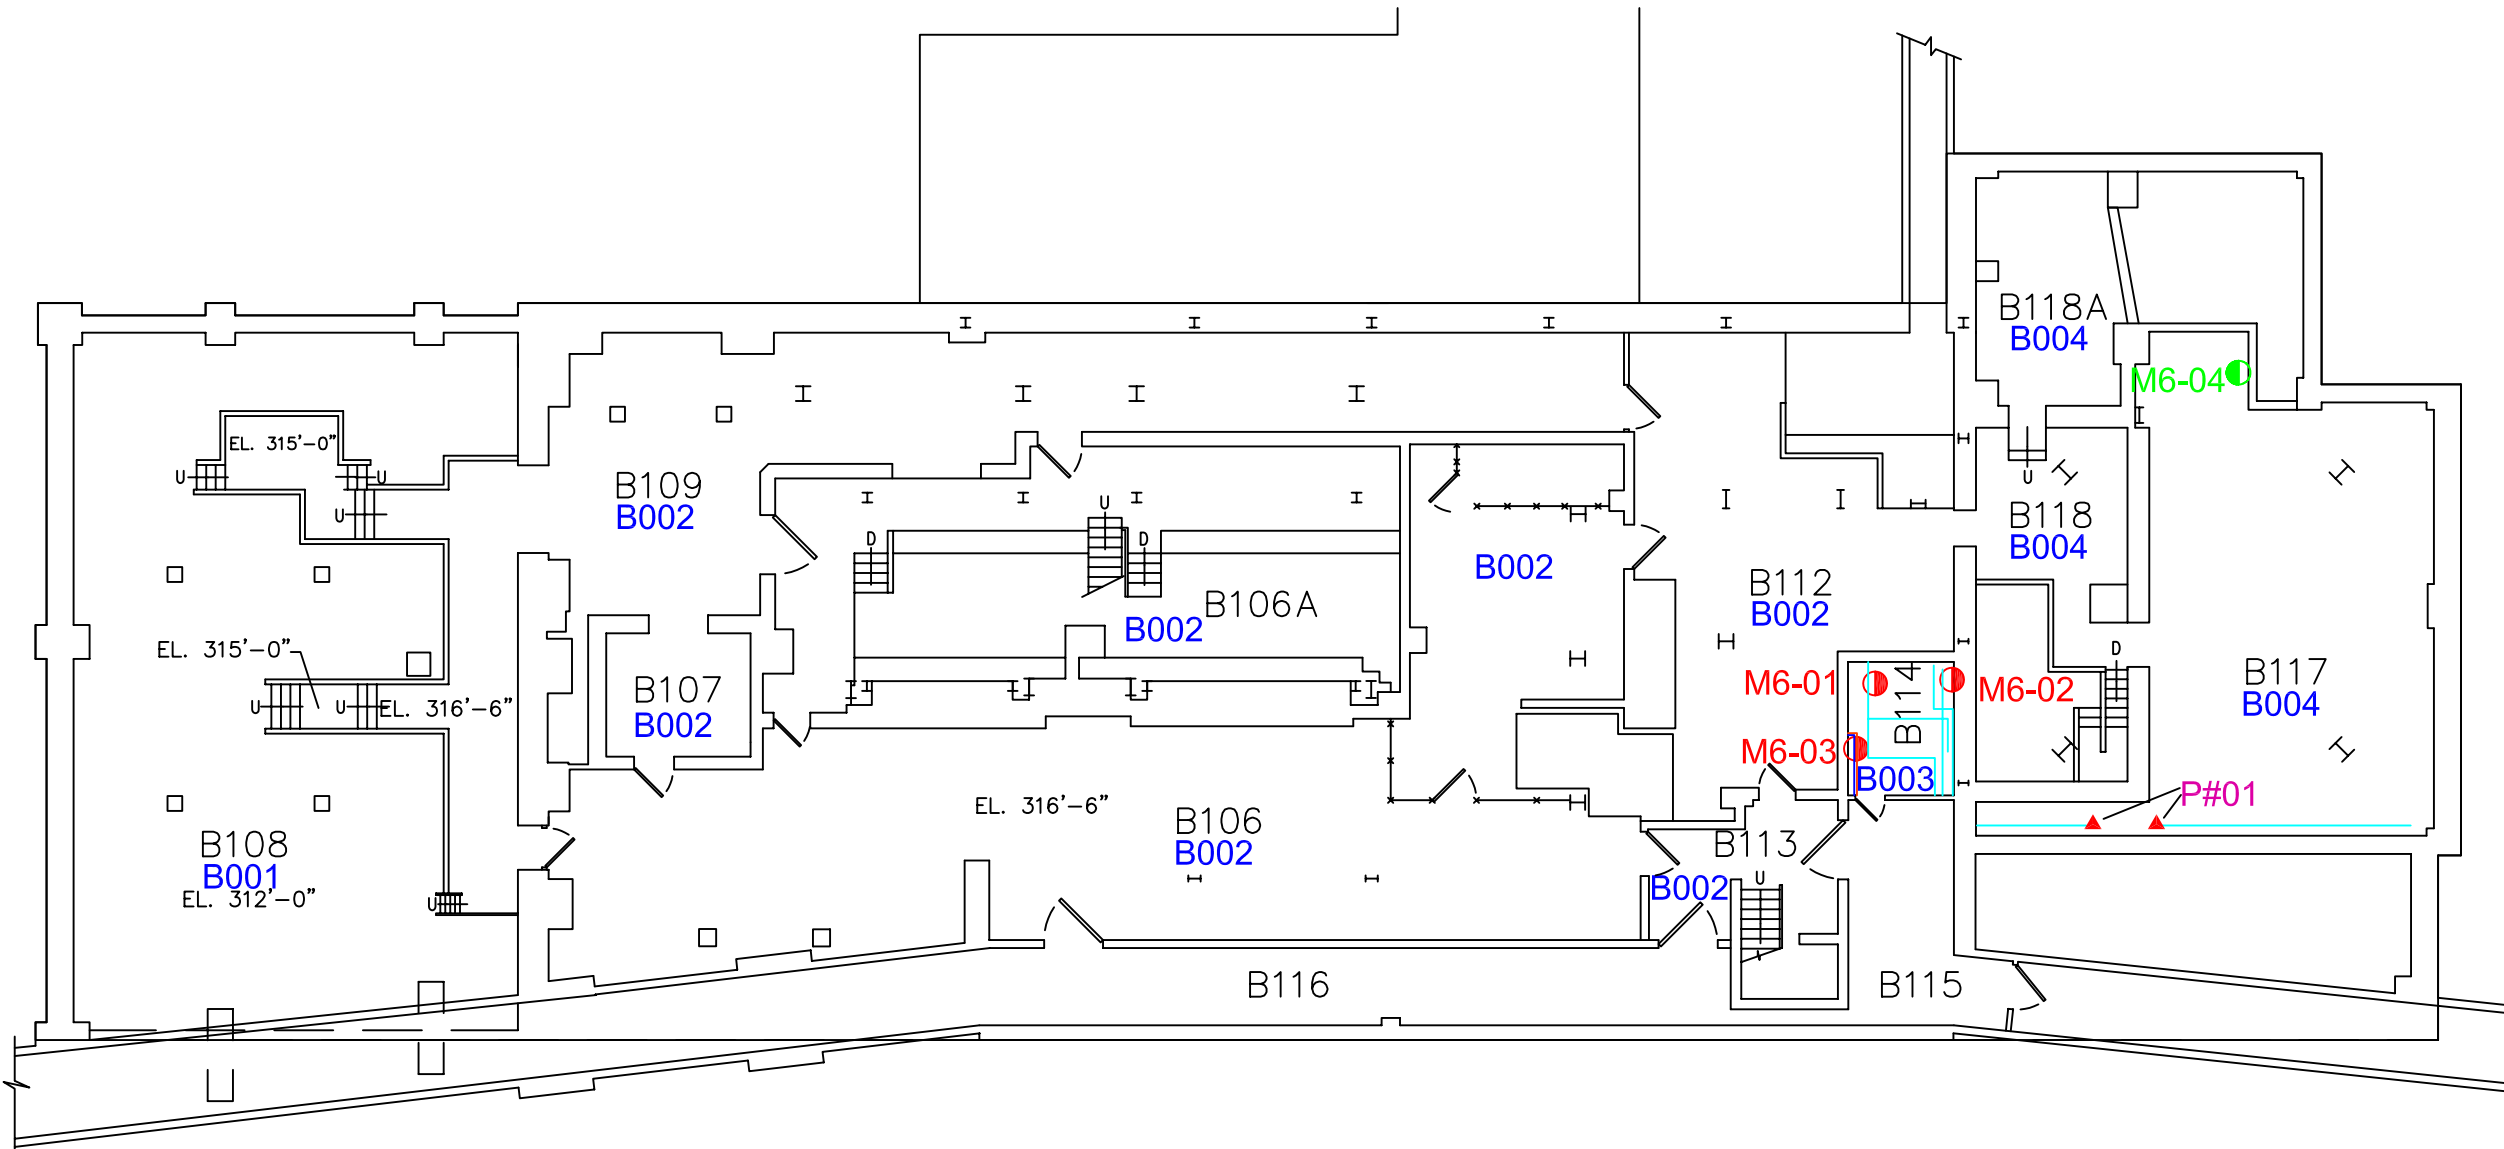 B118A
B004
M6-04
EL. 315'-0"
U
U
B109
B002
U
U
D
D
U
B118
B004
U
B002
B112
B002
B106A
B002
EL. 315'-0"
D
B107
B002
M6-01
B114
M6-02
B117
B004
U
U
EL. 316'-6"
M6-03
B003
P#01
EL. 316'-6"
B106
B002
B113
B108
B001
EL. 312'-0"
U
U
B002
B116
B115